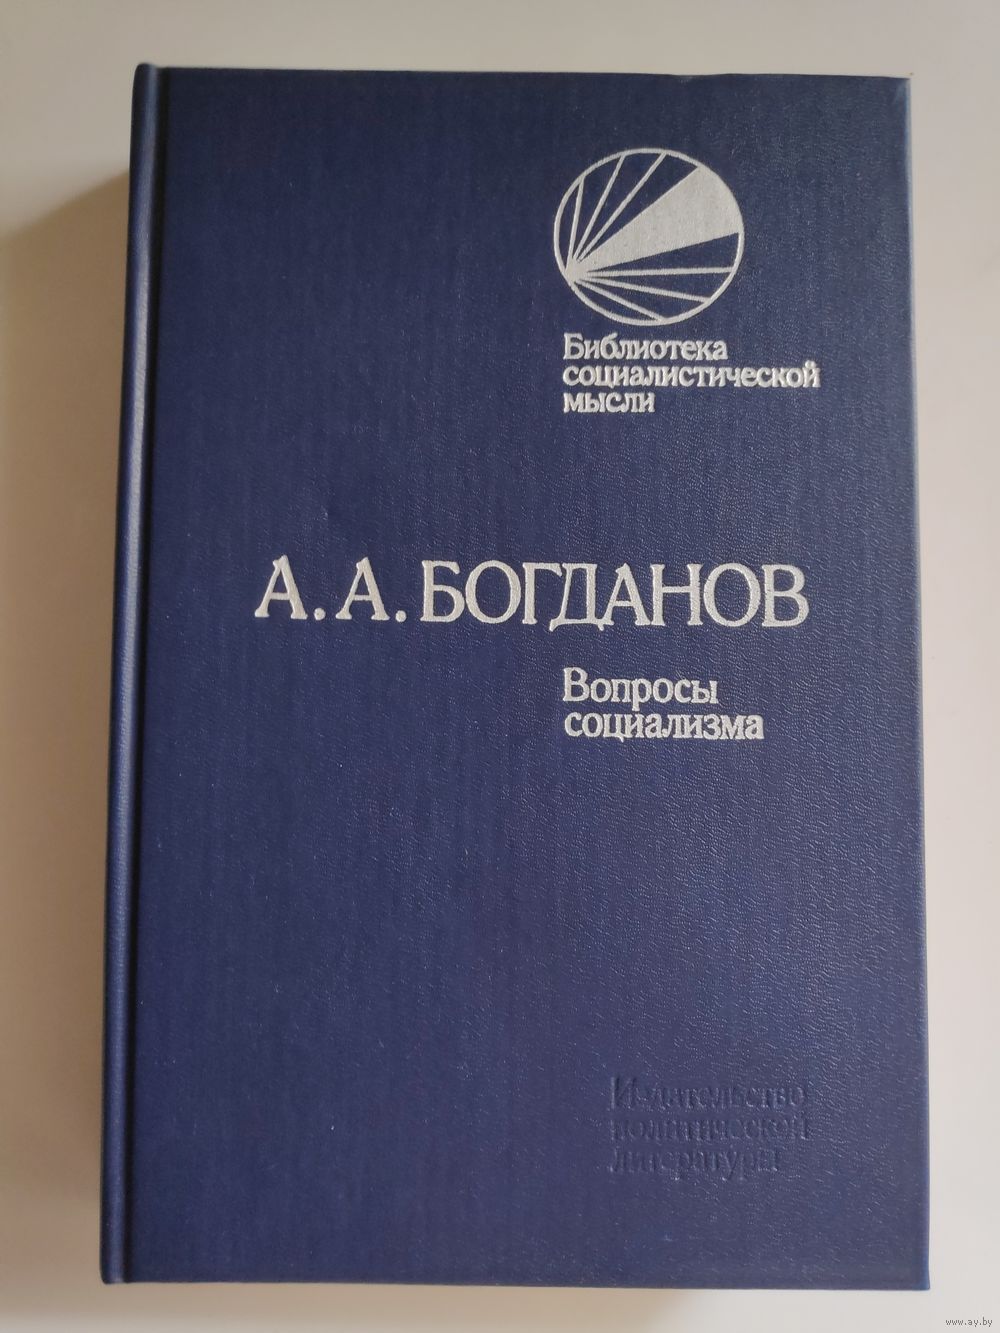 Библиотека
социалистической
мысли
А. А. БОГДАНОВ
Вопросы
социализма
Издательство
политической
литературы
www.ay.by